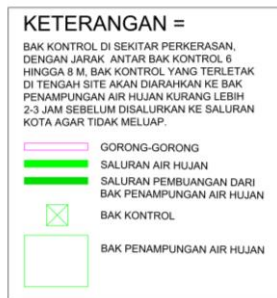 KETERANGAN =
BAK KONTROL DI SEKITAR PERKERASAN,
DENGAN JARAK ANTAR BAK KONTROL 6
HINGGA 8 M, BAK KONTROL YANG TERLETAK
DI TENGAH SITE AKAN DIARAHKAN KE BAK
PENAMPUNGAN AIR HUJAN KURANG LEBIH
2-3 JAM SEBELUM DISALURKAN KE SALURAN
KOTA AGAR TIDAK MELUAP.
GORONG-GORONG
SALURAN AIR HUJAN
SALURAN PEMBUANGAN DARI
BAK PENAMPUNGAN AIR HUJAN
BAK KONTROL
BAK PENAMPUNGAN AIR HUJAN